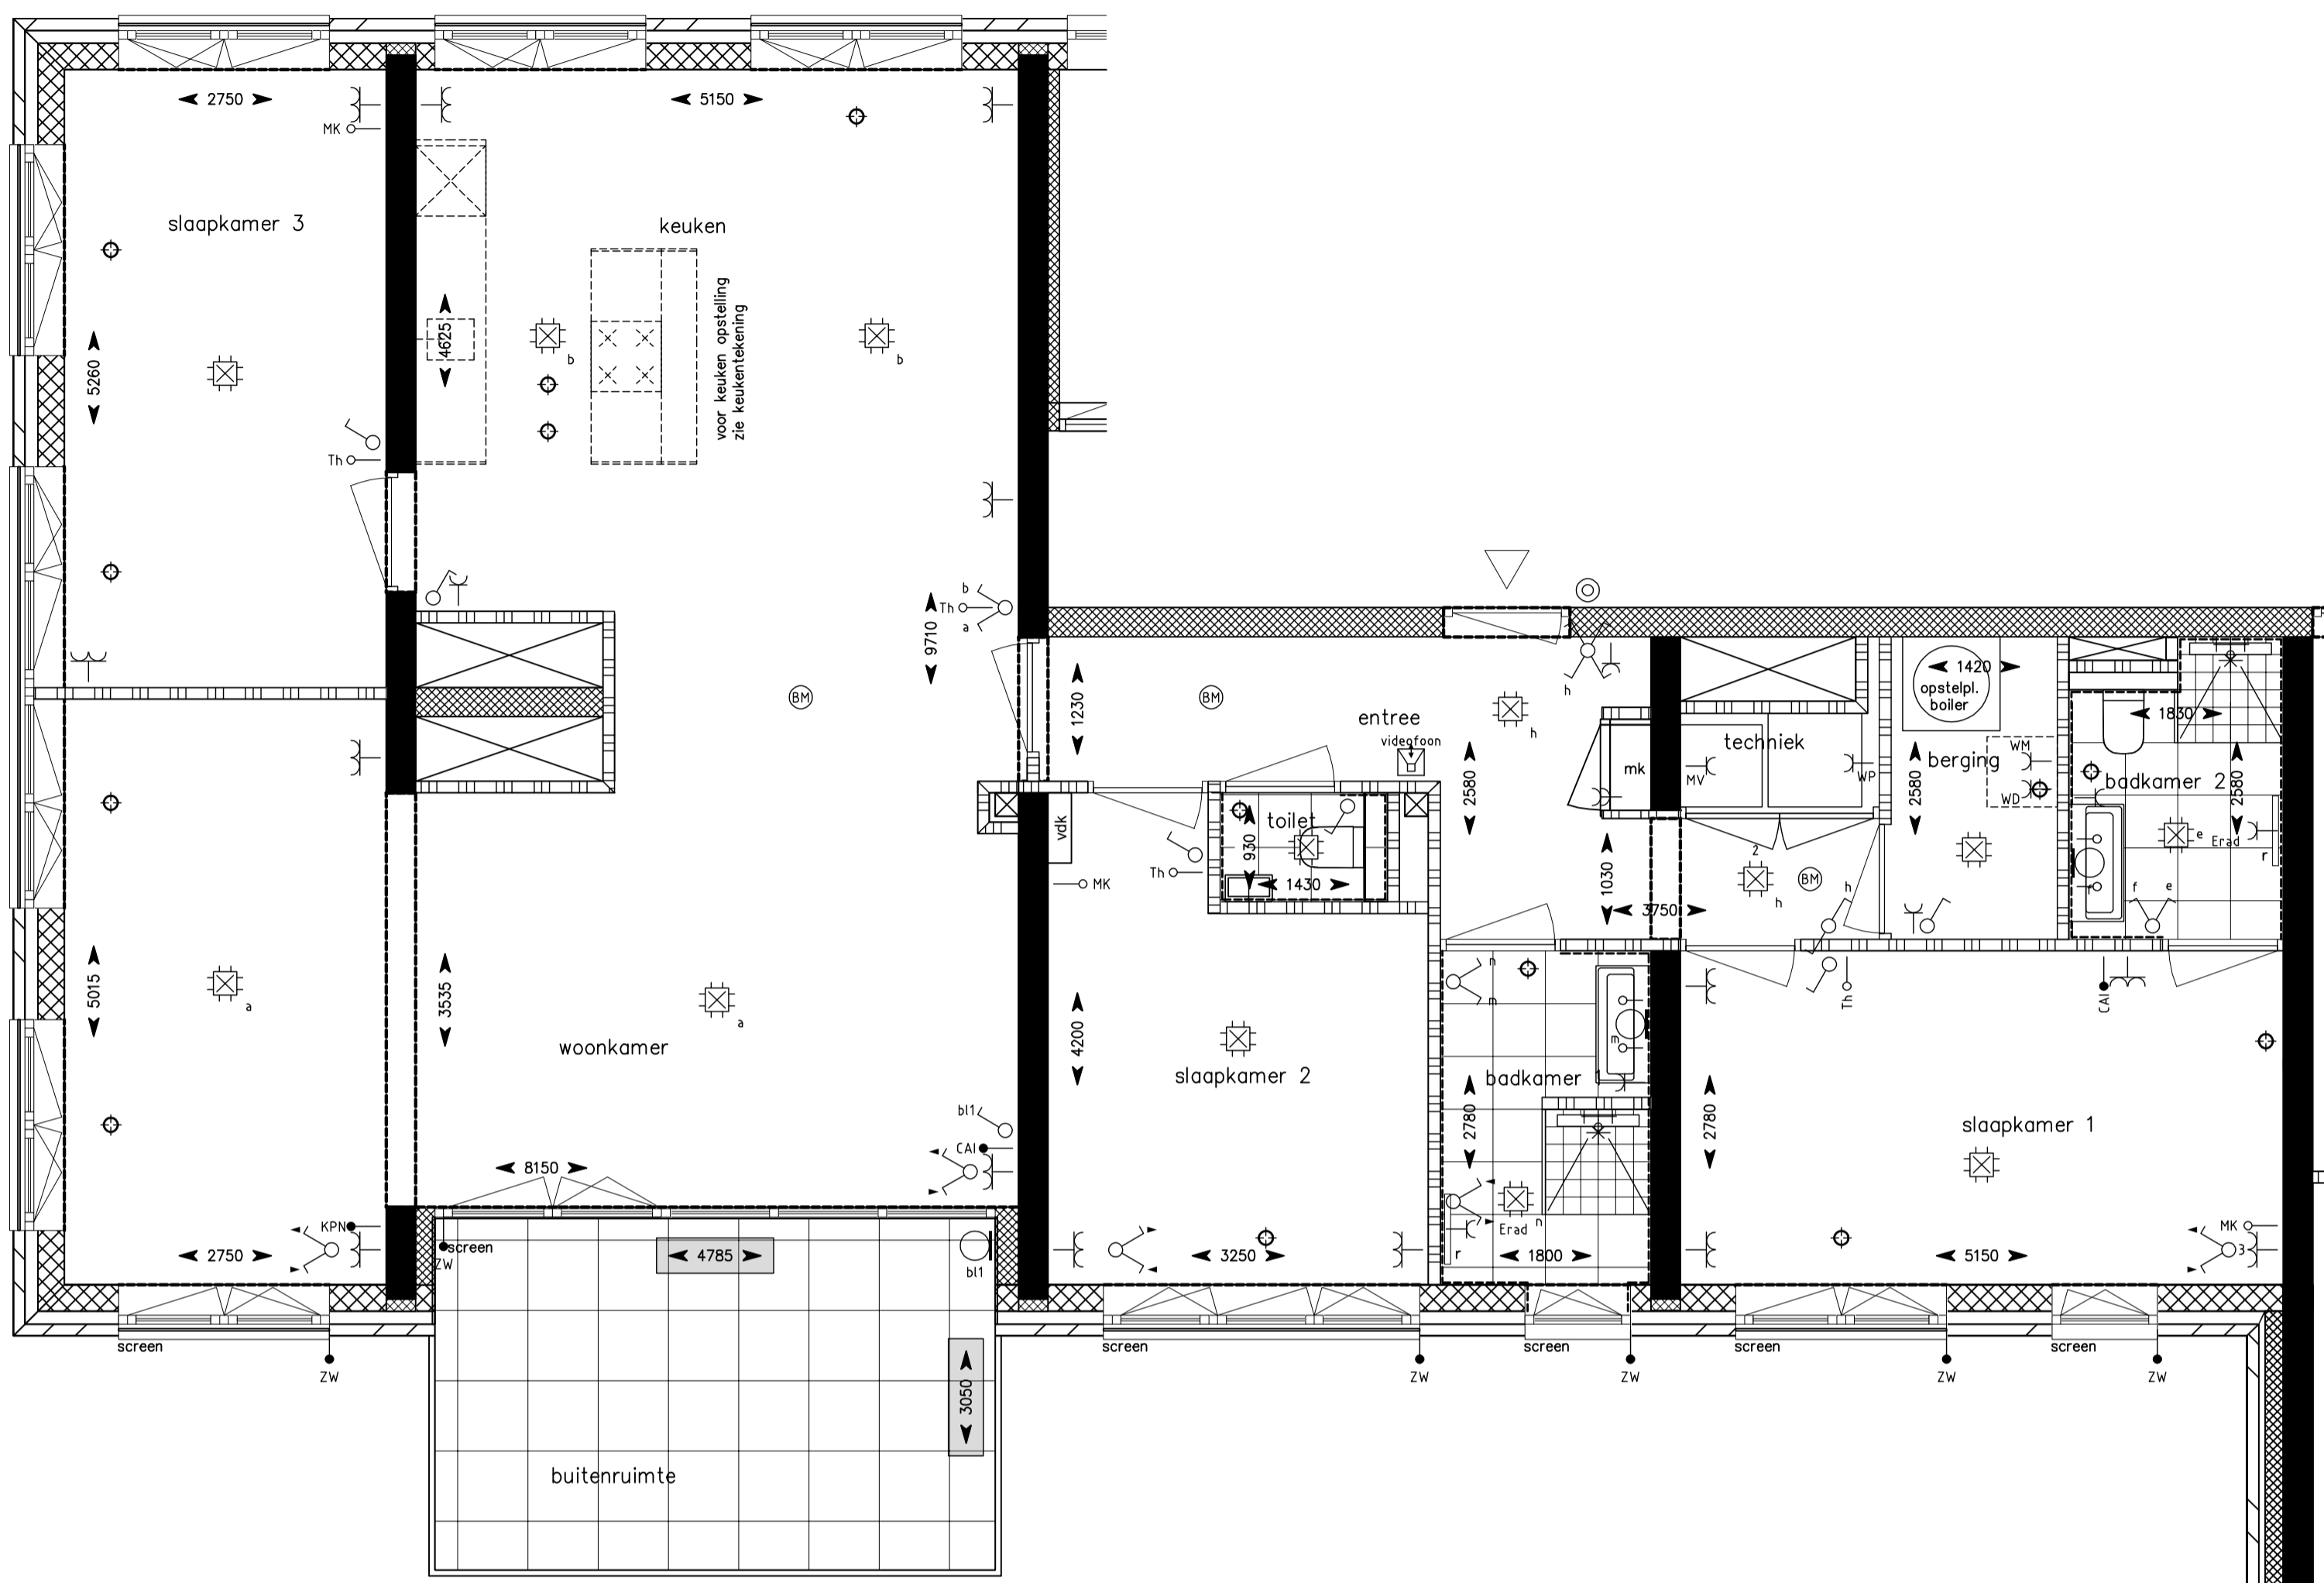 2750
5150
MK
slaapkamer 3
keuken
4625
5260
b
b
voor keuken opstelling
zie keukentekening
Th
b
Th
a
9710
BM
1230
BM
entree
videofoon
h
h
2580
mk
techniek
MV
WP
1420
opstelpl.
boiler
berging
2580
WM
WD
1830
badkamer 2
2580
e
Erad
r
f
f
e
vdk
toilet
930
1430
Th
MK
1030
3750
2
h
BM
h
5015
a
3535
a
woonkamer
4200
slaapkamer 2
n
m
m
badkamer 1
2780
Erad
n
r
1800
2780
Th
CAI
slaapkamer 1
bl1
CAI
8150
KPN
2750
screen
ZW
4785
bl1
3250
5150
MK
3
screen
ZW
screen
ZW
screen
ZW
screen
ZW
screen
ZW
3050
buitenruimte